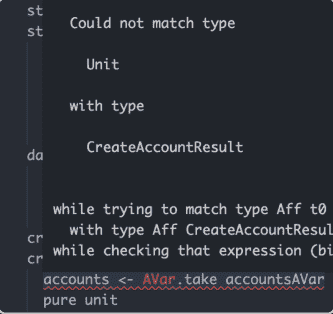 st
Could not match type
st
Unit
with type
CreateAccountResult
da
while trying to match type Aff t0
with type Aff CreateAccountResul
cr
while checking that expression (bi
cr
accounts <- AVar.take accountsAVar
pure unit